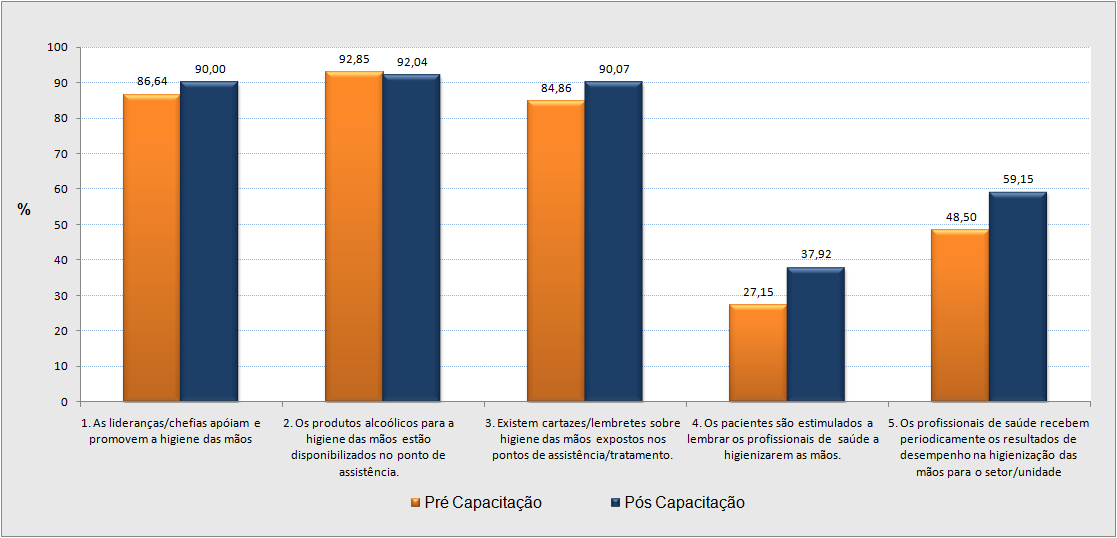 100
90
80
70
60
50
40
30
20
10
0
%
86,64
90,00
92,85
92,04
84,86
90,07
27,15
37,92
48,50
59,15
1. As lideranças/chefias apóiam e
promovem a higiene das mãos
2. Os produtos alcoólicos para a
higiene das mãos estão
disponibilizados no ponto de
assistência.
3. Existem cartazes/lembretes sobre
higiene das mãos expostos nos
pontos de assistência/tratamento.
4. Os pacientes são estimulados a
lembrar os profissionais de saúde a
higienizarem as mãos.
5. Os profissionais de saúde recebem
periodicamente os resultados de
desempenho na higienização das
mãos para o setor/unidade
Pré Capacitação
Pós Capacitação